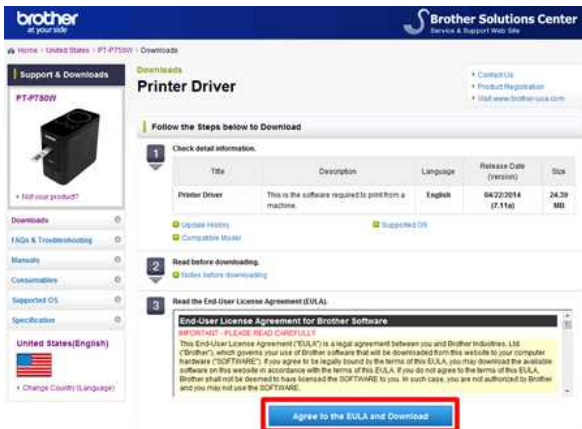 brother
at your side
Brother Solutions Center
Service & Support Web Site
Home > United States > PT-P750W > Downloads
Support & Downloads
PT-P750W
Not your product?
Downloads
FAQs & Troubleshooting
Manuals
Consumables
Supported OS
Specification
United States(English)
Change Country (Language)
Downloads
Printer Driver
Contact Us
Product Registration
Visit www.brother-usa.com
Follow the Steps below to Download
1
Check detail information.
Title Description Language Release Date (Version) Size
Printer Driver This is the software required to print from a machine. English 04/22/2014 (7.11a) 24.39 MB
Update History Supported OS
Compatible Model
2
Read before downloading.
Notes before downloading
3
Read the End-User License Agreement (EULA).
End-User License Agreement for Brother Software
IMPORTANT - PLEASE READ CAREFULLY
This End-User License Agreement ("EULA") is a legal agreement between you and Brother Industries, Ltd.
("Brother"), which governs your use of Brother software that will be downloaded from this website to your computer
hardware ("SOFTWARE"). If you agree to be legally bound by the terms of this EULA, you may download the available
software on this website in accordance with the terms of this EULA. If you do not agree to the terms of this EULA,
Brother shall not be deemed to have licensed the SOFTWARE to you. In such case, you are not authorized by Brother
and you may not use the SOFTWARE.
Agree to the EULA and Download